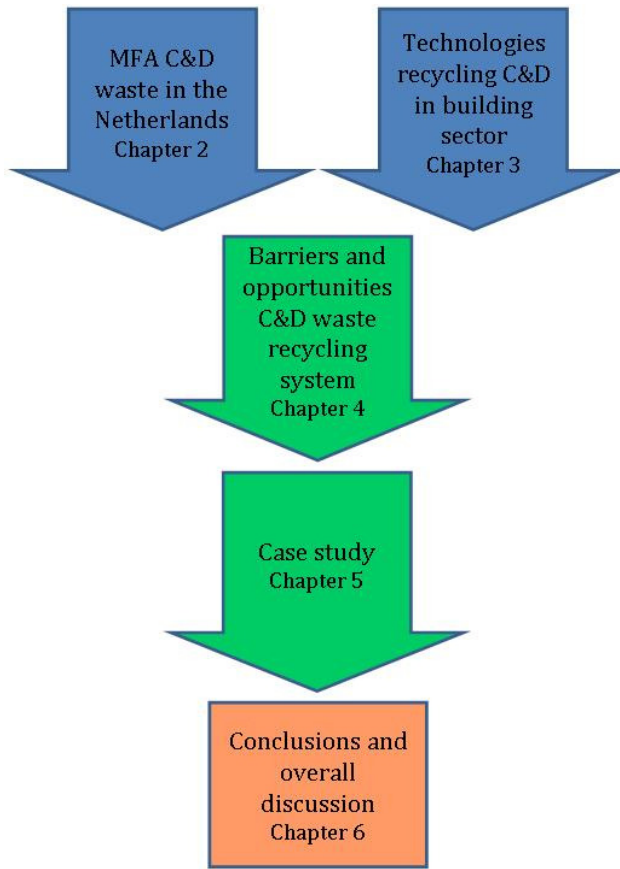 MFA C&D
waste in the
Netherlands
Chapter 2
Technologies
recycling C&D
in building
sector
Chapter 3
Barriers and
opportunities
C&D waste
recycling
system
Chapter 4
Case study
Chapter 5
Conclusions and
overall
discussion
Chapter 6